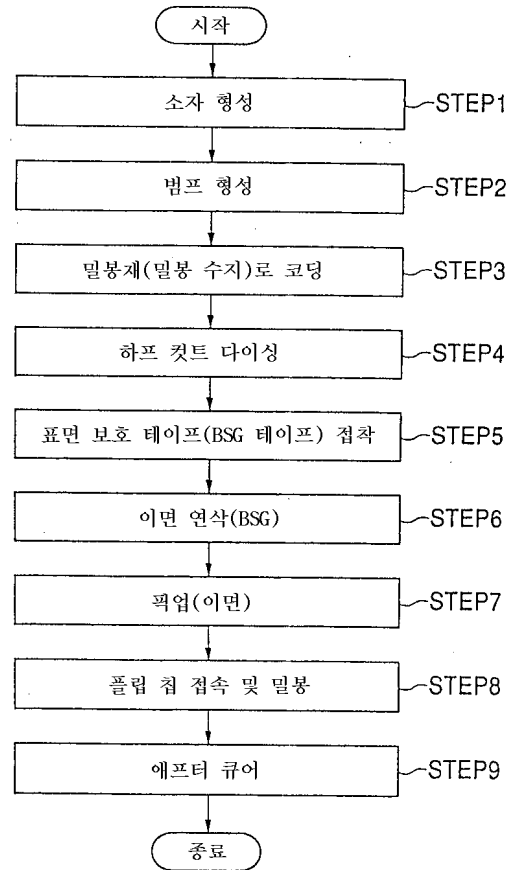 시작
소자 형성 STEP1
범프 형성 STEP2
밀봉재(밀봉 수지)로 코딩 STEP3
하프 컷트 다이싱 STEP4
표면 보호 테이프(BSG 테이프) 접착 STEP5
이면 연삭(BSG) STEP6
픽업(이면) STEP7
플립 칩 접속 및 밀봉 STEP8
애프터 큐어 STEP9
종료